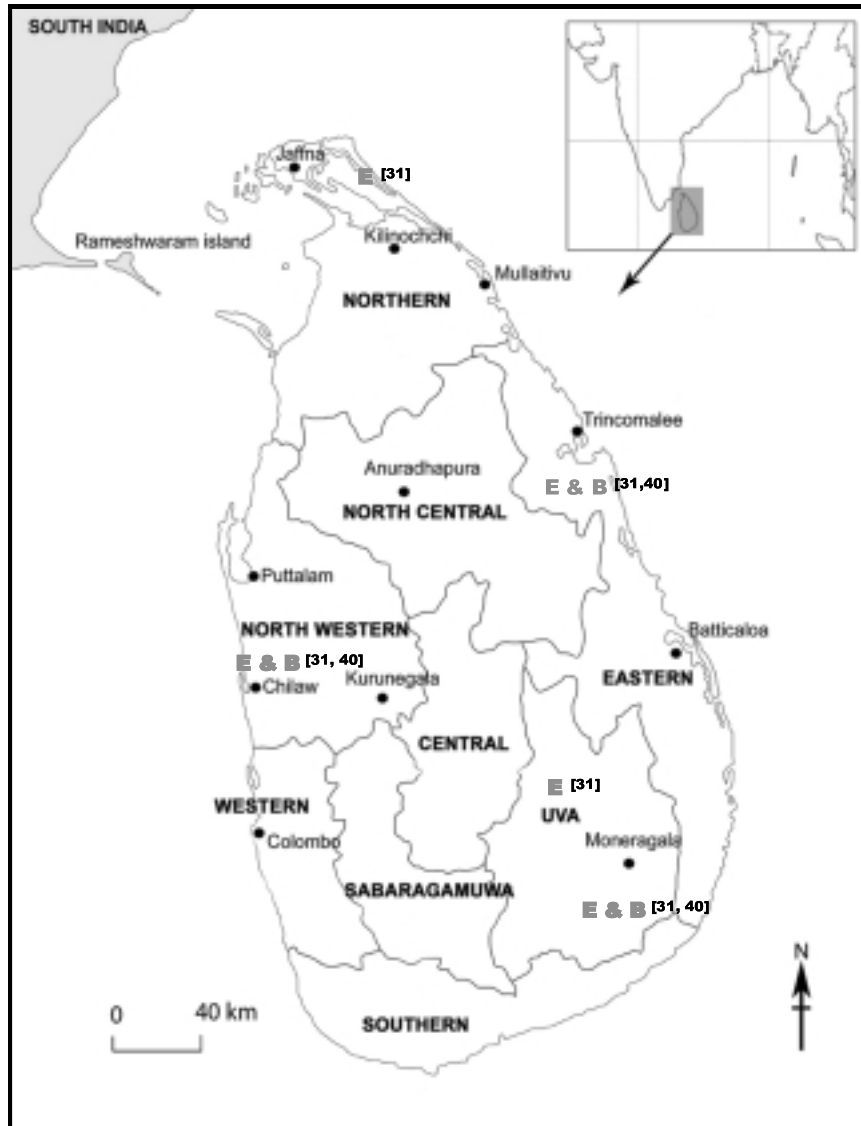 SOUTH INDIA
Jaffna
E [31]
Rameshwaram island
Kilinochchi
Mullaitivu
NORTHERN
Trincomalee
Anuradhapura
E & B [31,40]
NORTH CENTRAL
Puttalam
NORTH WESTERN
Batticaloa
E & B [31, 40]
EASTERN
Chilaw
Kurunegala
CENTRAL
E [31]
WESTERN
UVA
Colombo
Moneragala
SABARAGAMUWA
E & B [31, 40]
N
0 40 km
SOUTHERN